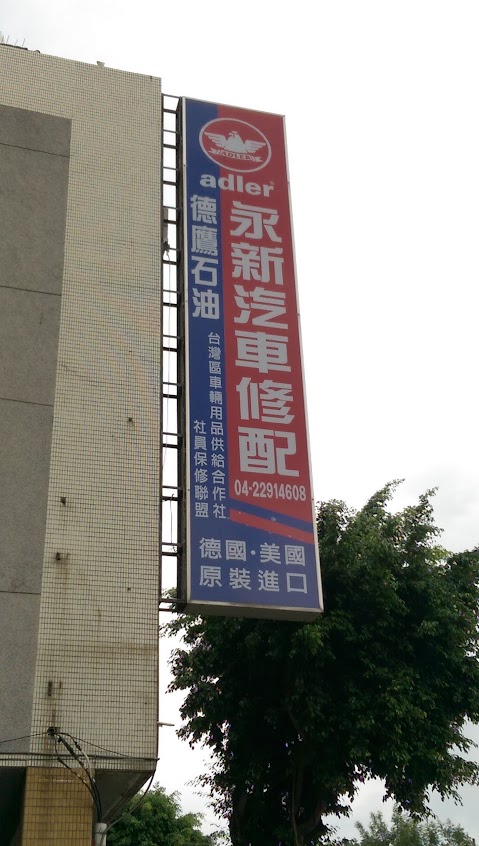 ADLER
adler
永新汽車修配
04-22914608
德鷹石油
台灣區車輛用品供給合作社
社員保修聯盟
德國·美國
原裝進口